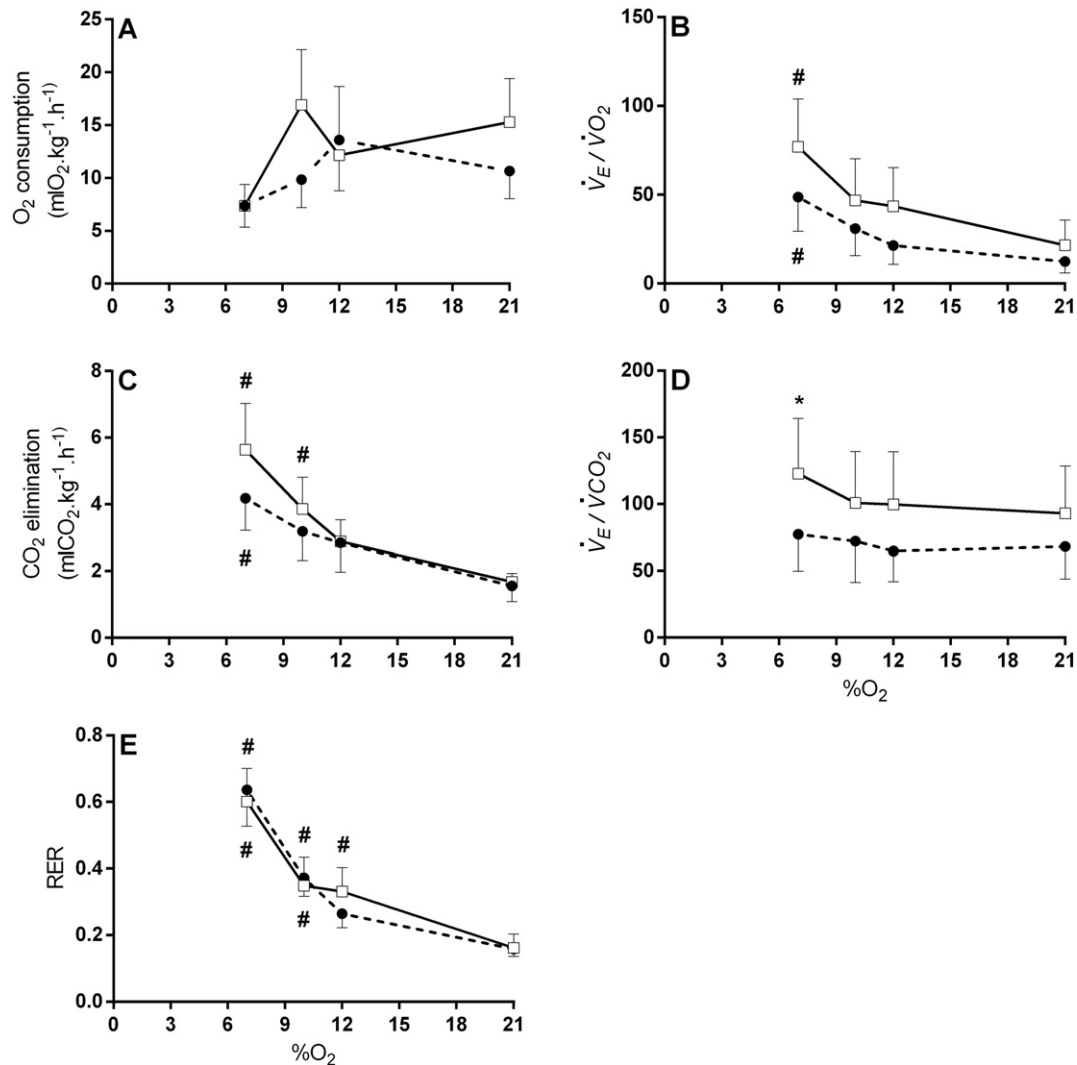 A
O₂ consumption
(mlO₂.kg⁻¹.h⁻¹)
25
20
15
10
5
0
0 3 6 9 12 15 18 21
B
V̇E / V̇O₂
150
100
50
0
#
#
0 3 6 9 12 15 18 21
C
CO₂ elimination
(mlCO₂.kg⁻¹.h⁻¹)
8
6
4
2
0
#
#
#
0 3 6 9 12 15 18 21
D
V̇E / V̇CO₂
200
150
100
50
0
*
0 3 6 9 12 15 18 21
%O₂
E
RER
0.8
0.6
0.4
0.2
0.0
#
# #
#
#
0 3 6 9 12 15 18 21
%O₂